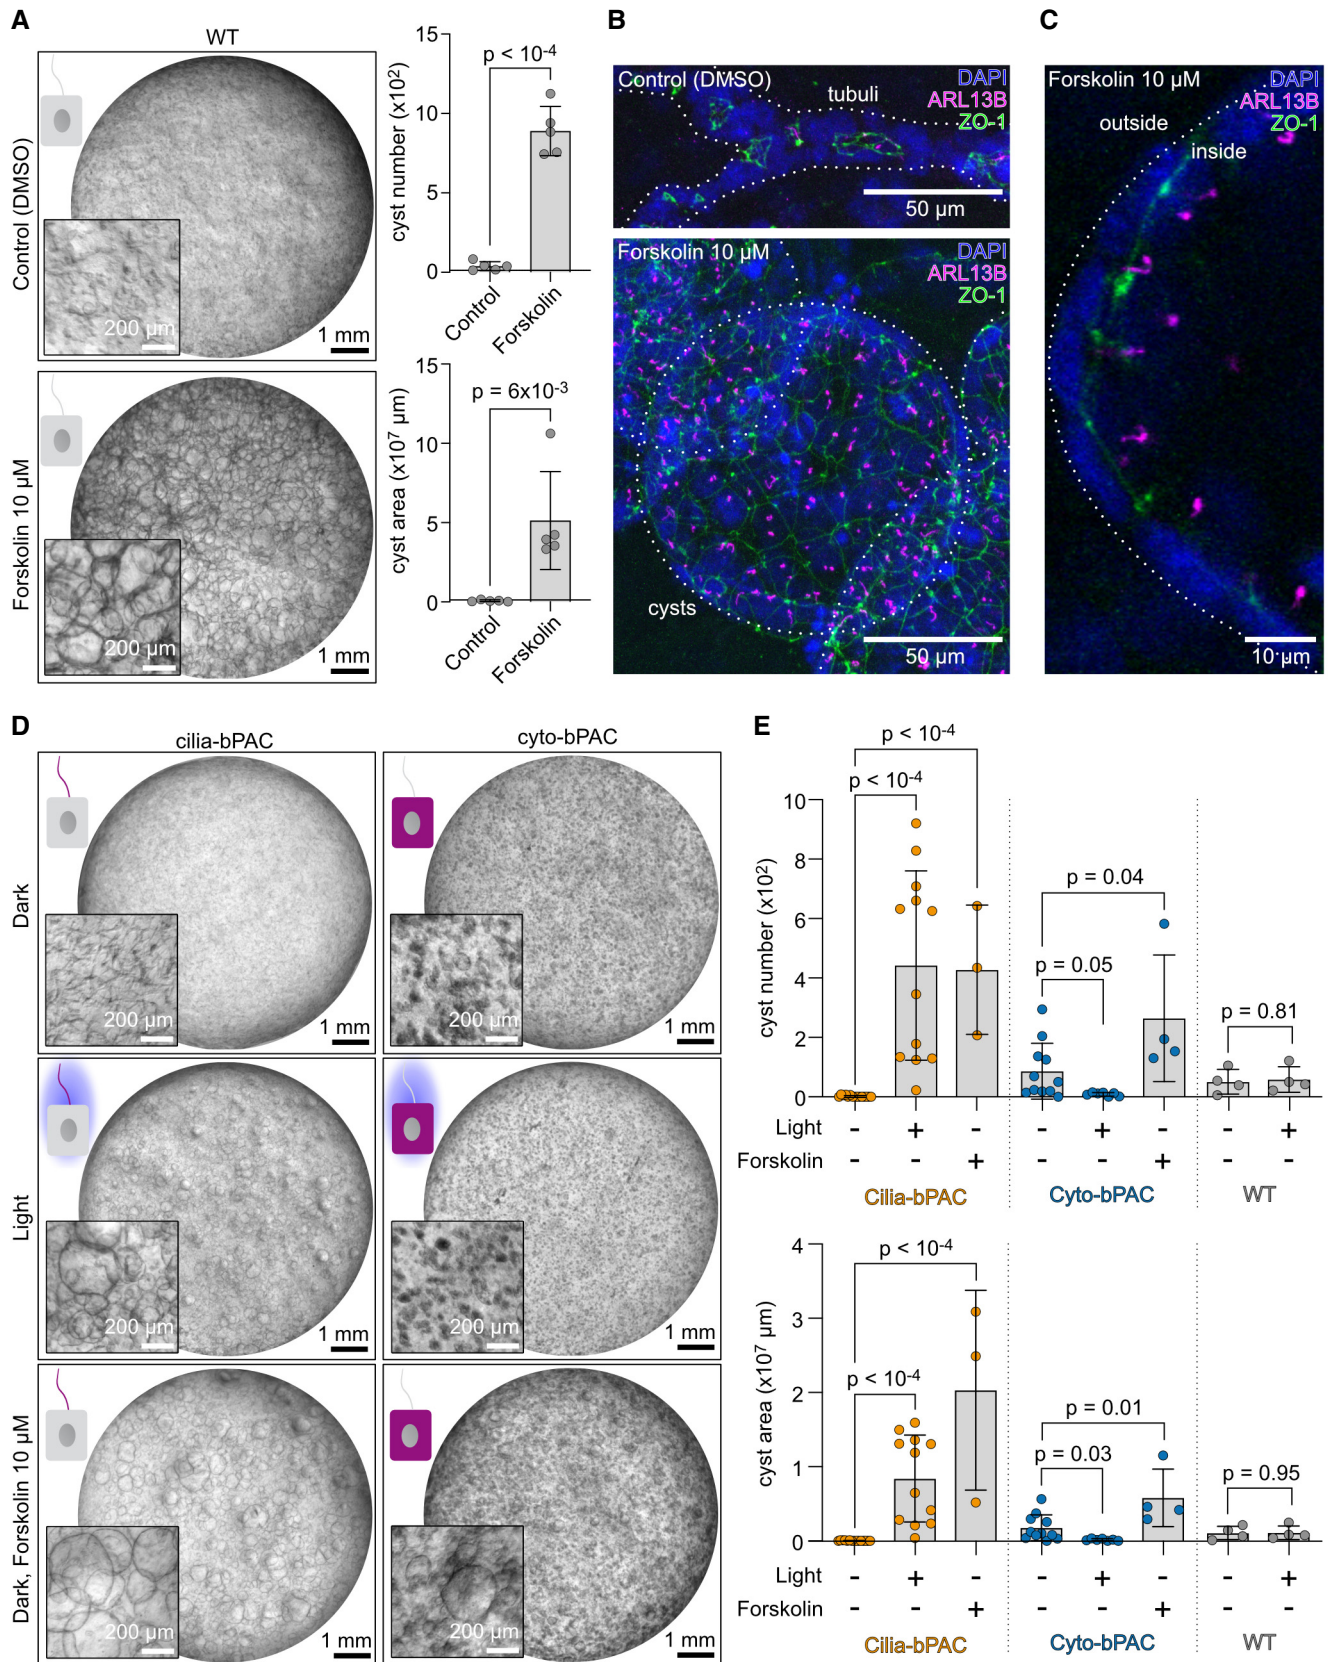 A
WT
Control (DMSO)
200 µm
1 mm
Forskolin 10 µM
200 µm
1 mm
15
10
5
0
cyst number (x10²)
p < 10⁻⁴
Control
Forskolin
15
10
5
0
cyst area (x10⁷ µm)
p = 6x10⁻³
Control
Forskolin
B
Control (DMSO)
tubuli
DAPI
ARL13B
ZO-1
50 µm
Forskolin 10 µM
DAPI
ARL13B
ZO-1
cysts
50 µm
C
Forskolin 10 µM
DAPI
ARL13B
ZO-1
outside
inside
10 µm
D
cilia-bPAC
cyto-bPAC
Dark
200 µm
1 mm
200 µm
1 mm
Light
200 µm
1 mm
200 µm
1 mm
Dark, Forskolin 10 µM
200 µm
1 mm
200 µm
1 mm
E
p < 10⁻⁴
p < 10⁻⁴
p = 0.04
p = 0.05
p = 0.81
10
8
6
4
2
0
cyst number (x10²)
Light - + - - + - - +
Forskolin - - + - - + - -
Cilia-bPAC Cyto-bPAC WT
p < 10⁻⁴
p < 10⁻⁴
p = 0.01
p = 0.03
p = 0.95
4
3
2
1
0
cyst area (x10⁷ µm)
Light - + - - + - - +
Forskolin - - + - - + - -
Cilia-bPAC Cyto-bPAC WT